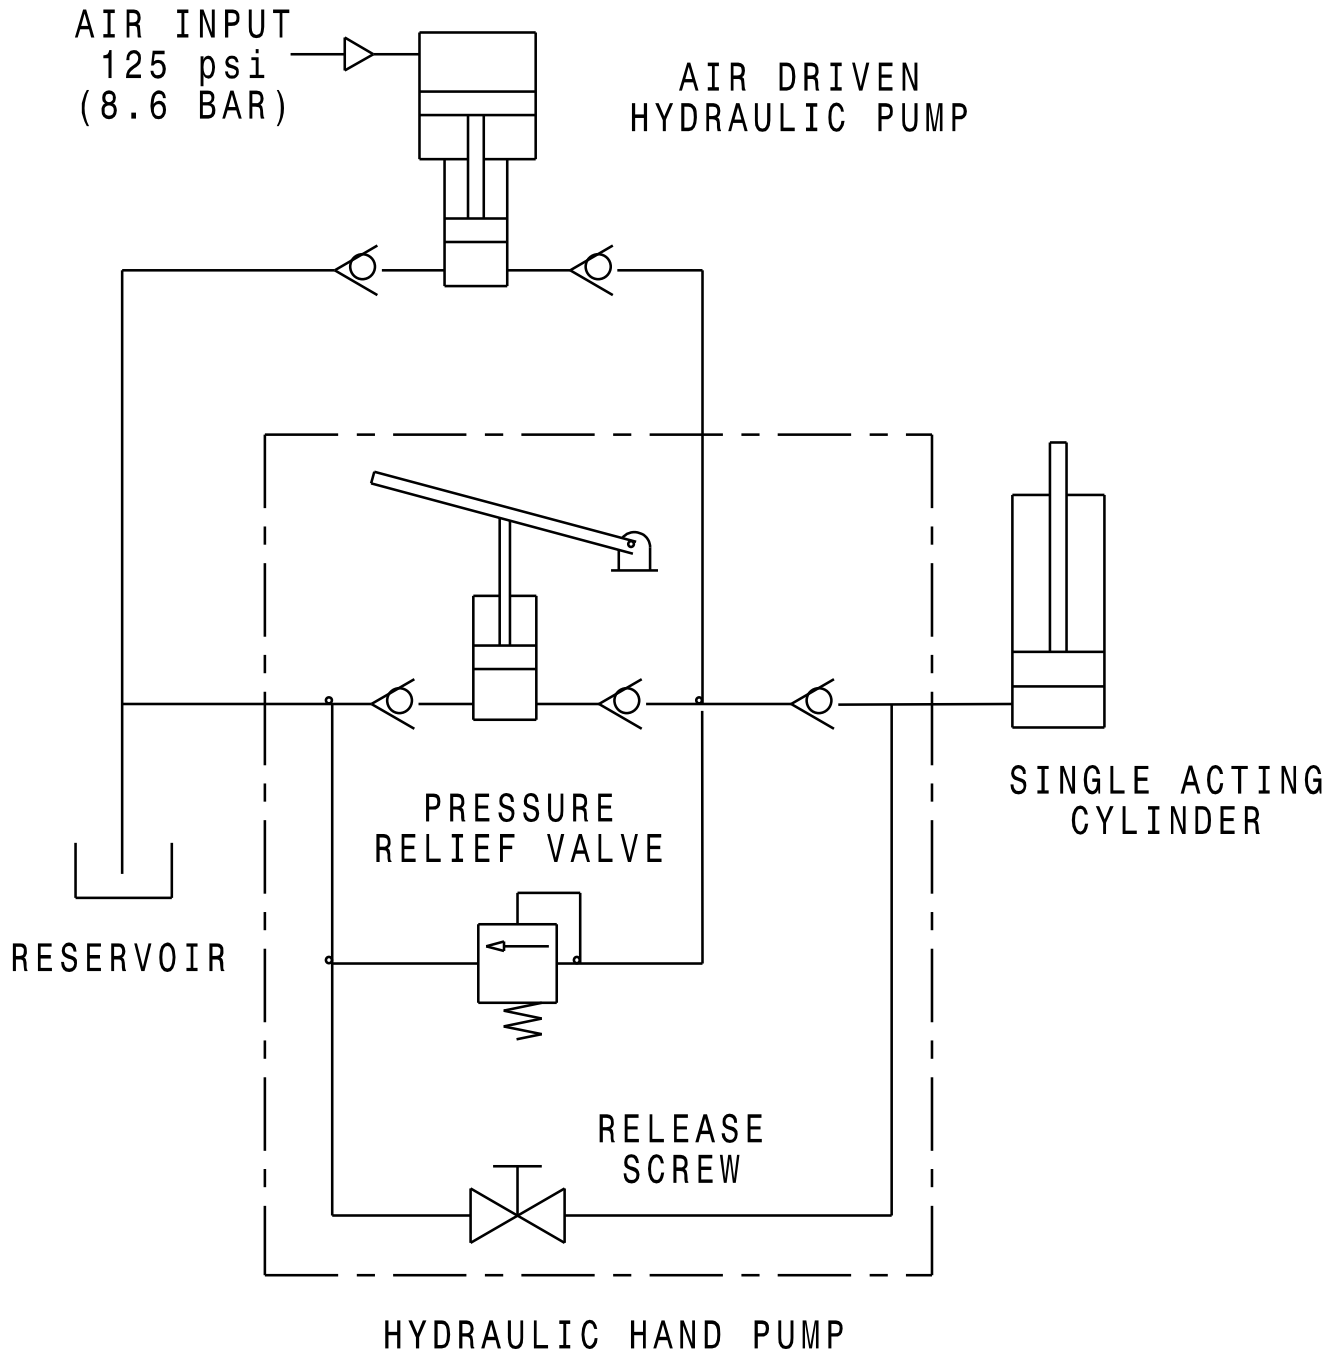 AIR INPUT
125 psi
(8.6 BAR)
AIR DRIVEN
HYDRAULIC PUMP
SINGLE ACTING
CYLINDER
PRESSURE
RELIEF VALVE
RESERVOIR
RELEASE
SCREW
HYDRAULIC HAND PUMP